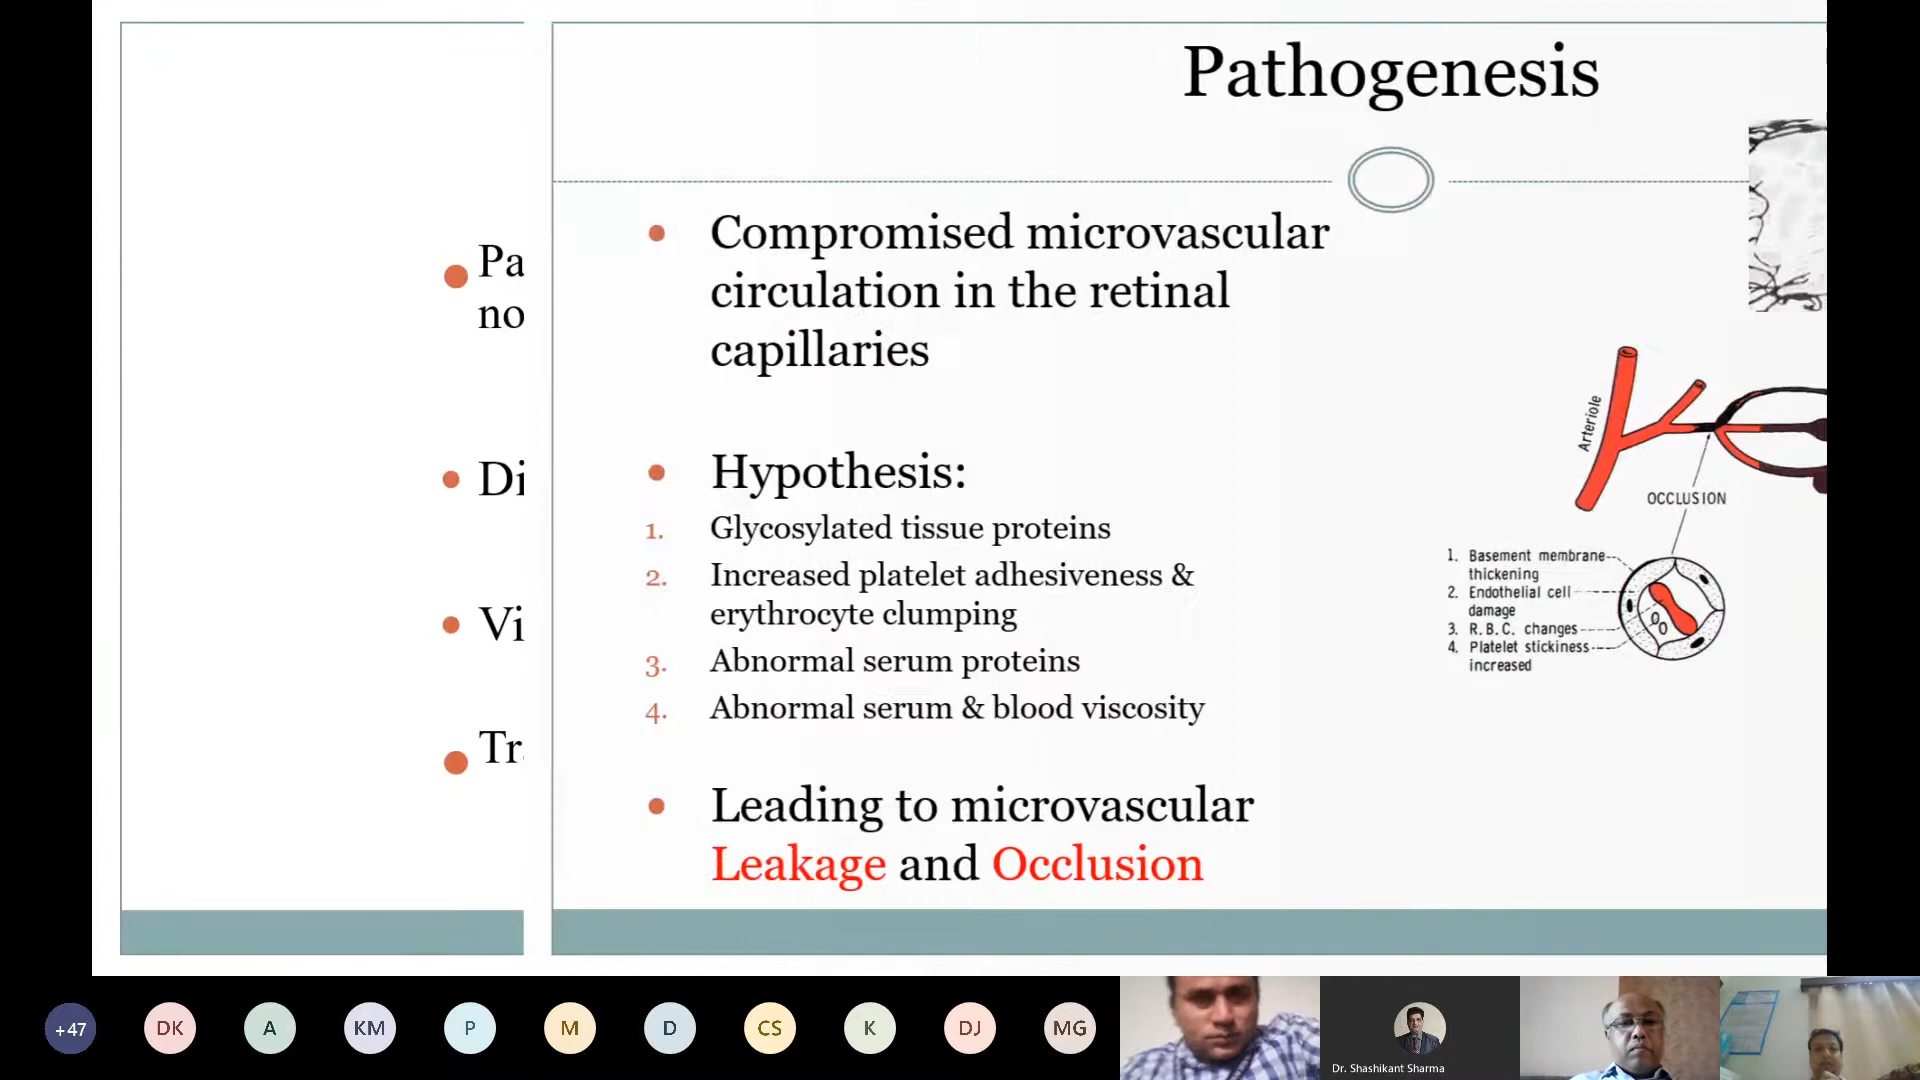 Pathogenesis
Pa
no
Di
Vi
Tr
Compromised microvascular
circulation in the retinal
capillaries
Hypothesis:
1. Glycosylated tissue proteins
2. Increased platelet adhesiveness &
erythrocyte clumping
3. Abnormal serum proteins
4. Abnormal serum & blood viscosity
Leading to microvascular
Leakage and Occlusion
Arteriole
OCCLUSION
1. Basement membrane
thickening
2. Endothelial cell
damage
3. R.B.C. changes
4. Platelet stickiness
increased
+47
DK
A
KM
P
M
D
CS
K
DJ
MG
Dr. Shashikant Sharma